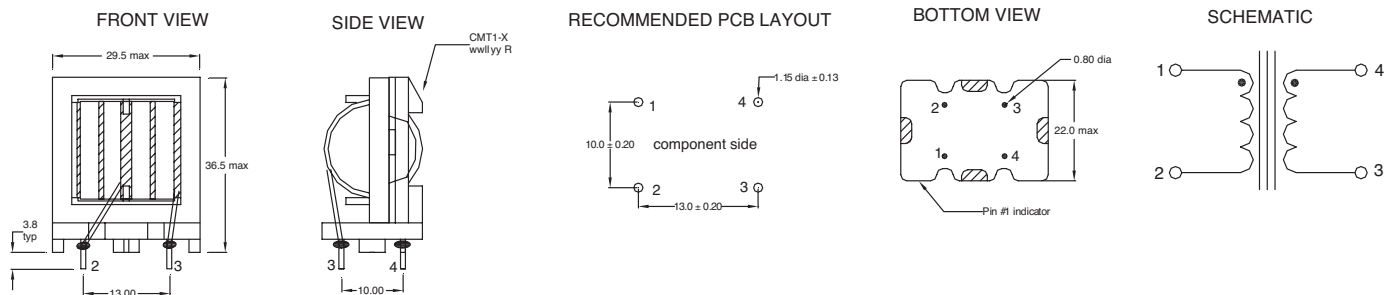 FRONT VIEW
29.5 max
36.5 max
3.8
typ
2
3
13.00
SIDE VIEW
CMT1-X
wwllyy R
3
4
10.00
RECOMMENDED PCB LAYOUT
1.15 dia ± 0.13
1
4
10.0 ± 0.20
component side
2
3
13.0 ± 0.20
BOTTOM VIEW
0.80 dia
2
3
22.0 max
1
4
Pin #1 indicator
SCHEMATIC
1
4
2
3